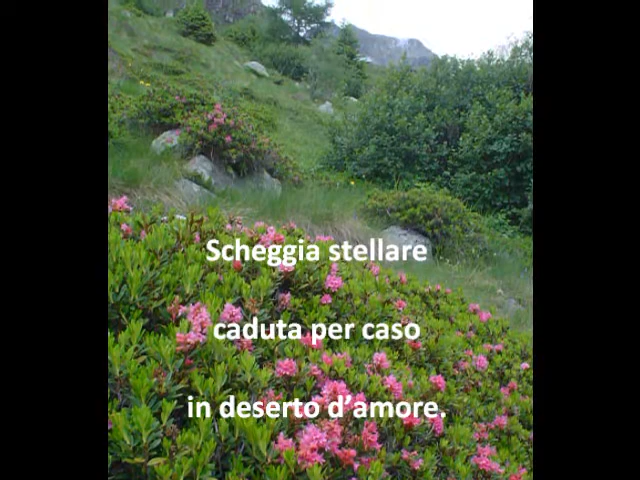 Scheggia stellare
caduta per caso
in deserto d’amore.